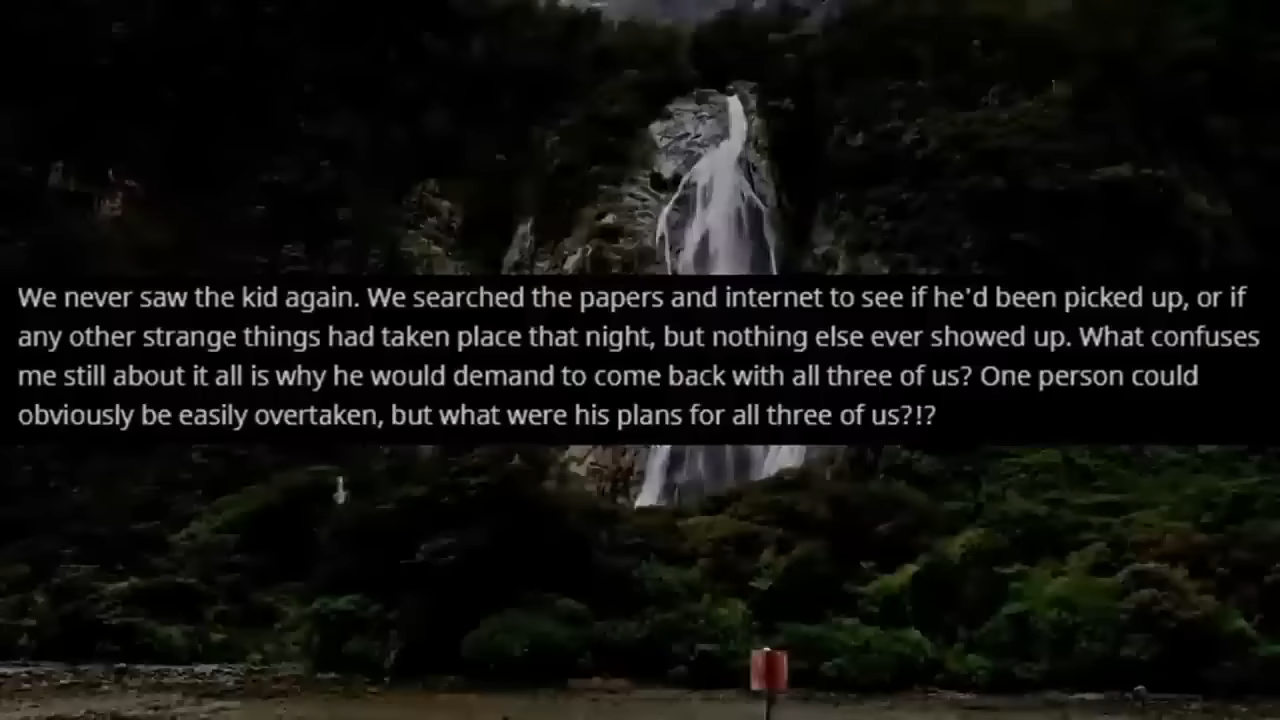 We never saw the kid again. We searched the papers and internet to see if he'd been picked up, or if
any other strange things had taken place that night, but nothing else ever showed up. What confuses
me still about it all is why he would demand to come back with all three of us? One person could
obviously be easily overtaken, but what were his plans for all three of us?!?